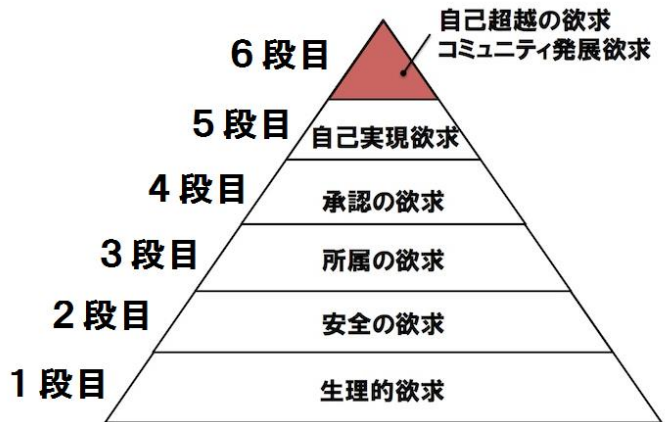 自己超越の欲求
コミュニティ発展欲求
6段目
5段目
自己実現欲求
4段目
承認の欲求
3段目
所属の欲求
2段目
安全の欲求
1段目
生理的欲求